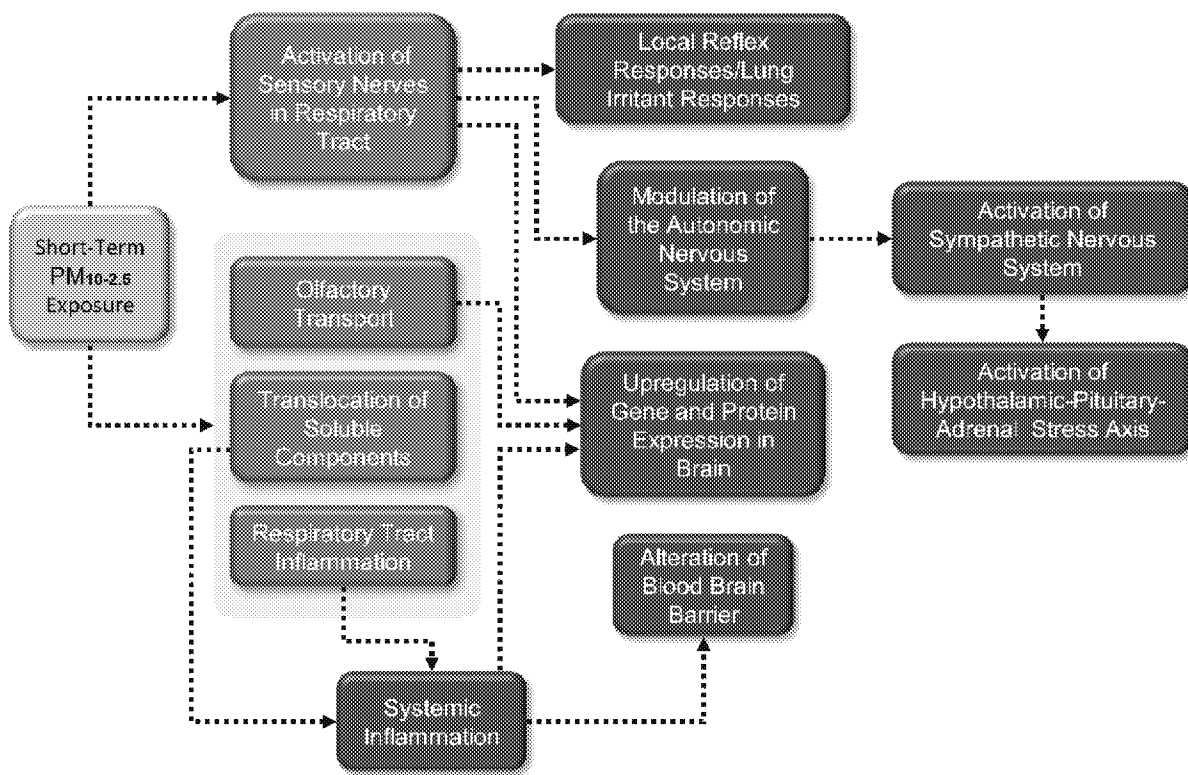 Short-Term
PM10-2.5
Exposure
Activation of
Sensory Nerves
in Respiratory
Tract
Olfactory
Transport
Translocation of
Soluble
Components
Respiratory Tract
Inflammation
Systemic
Inflammation
Local Reflex
Responses/Lung
Irritant Responses
Modulation of
the Autonomic
Nervous
System
Upregulation of
Gene and Protein
Expression in
Brain
Alteration of
Blood Brain
Barrier
Activation of
Sympathetic Nervous
System
Activation of
Hypothalamic-Pituitary-
Adrenal Stress Axis